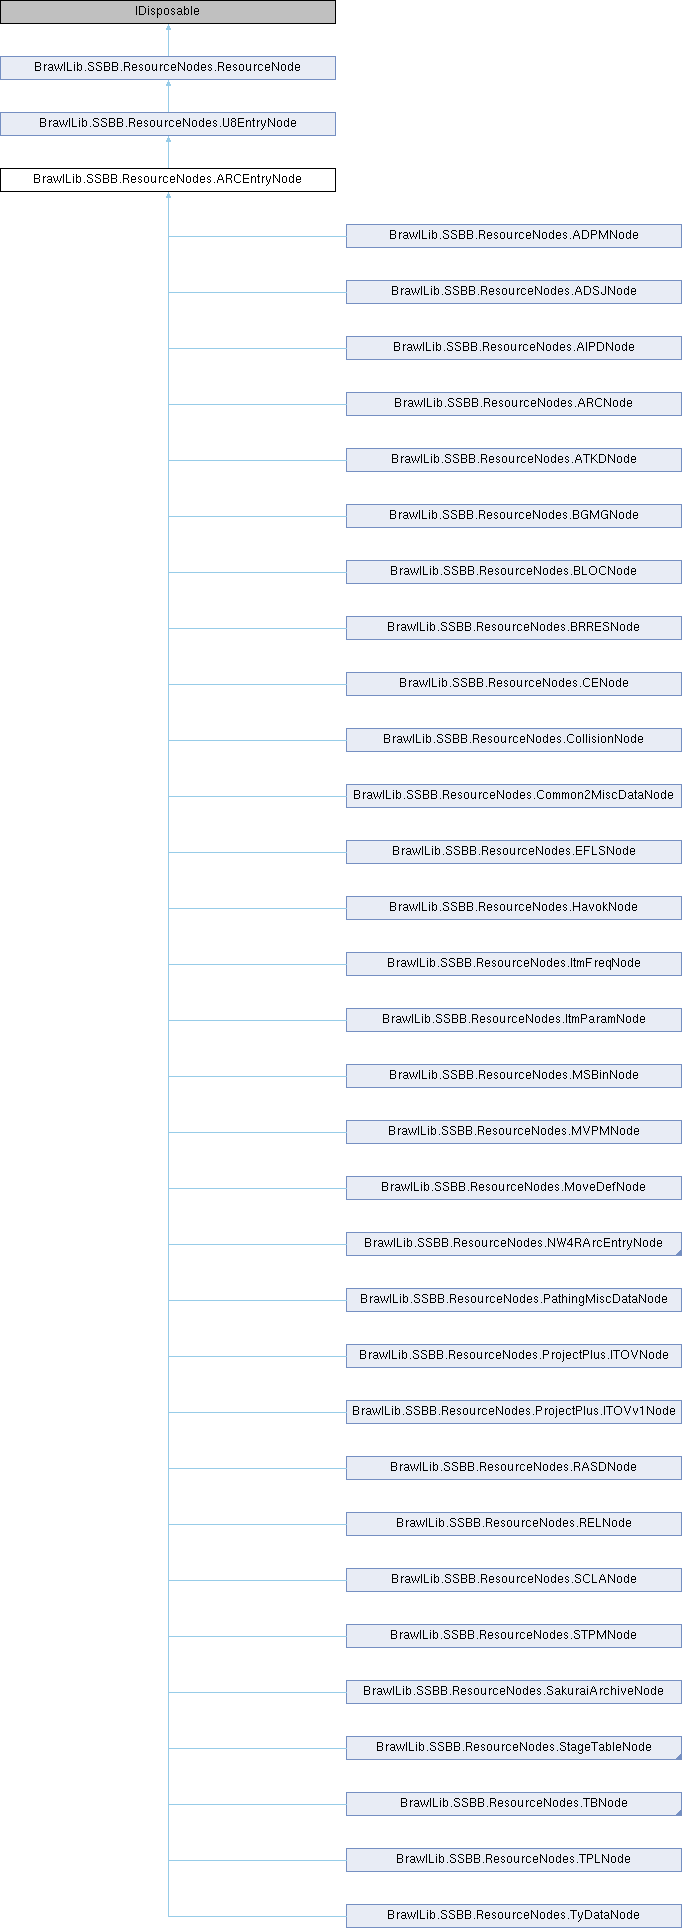 IDisposable
BrawlLib.SSBB.ResourceNodes.ResourceNode
BrawlLib.SSBB.ResourceNodes.U8EntryNode
BrawlLib.SSBB.ResourceNodes.ARCEntryNode
BrawlLib.SSBB.ResourceNodes.ADPMNode
BrawlLib.SSBB.ResourceNodes.ADSJNode
BrawlLib.SSBB.ResourceNodes.AIPDNode
BrawlLib.SSBB.ResourceNodes.ARCNode
BrawlLib.SSBB.ResourceNodes.ATKDNode
BrawlLib.SSBB.ResourceNodes.BGMGNode
BrawlLib.SSBB.ResourceNodes.BLOCNode
BrawlLib.SSBB.ResourceNodes.BRRESNode
BrawlLib.SSBB.ResourceNodes.CENode
BrawlLib.SSBB.ResourceNodes.CollisionNode
BrawlLib.SSBB.ResourceNodes.Common2MiscDataNode
BrawlLib.SSBB.ResourceNodes.EFLSNode
BrawlLib.SSBB.ResourceNodes.HavokNode
BrawlLib.SSBB.ResourceNodes.ItmFreqNode
BrawlLib.SSBB.ResourceNodes.ItmParamNode
BrawlLib.SSBB.ResourceNodes.MSBinNode
BrawlLib.SSBB.ResourceNodes.MVPMNode
BrawlLib.SSBB.ResourceNodes.MoveDefNode
BrawlLib.SSBB.ResourceNodes.NW4RArcEntryNode
BrawlLib.SSBB.ResourceNodes.PathingMiscDataNode
BrawlLib.SSBB.ResourceNodes.ProjectPlus.ITOVNode
BrawlLib.SSBB.ResourceNodes.ProjectPlus.ITOVv1Node
BrawlLib.SSBB.ResourceNodes.RASDNode
BrawlLib.SSBB.ResourceNodes.RELNode
BrawlLib.SSBB.ResourceNodes.SCLANode
BrawlLib.SSBB.ResourceNodes.STPMNode
BrawlLib.SSBB.ResourceNodes.SakuraiArchiveNode
BrawlLib.SSBB.ResourceNodes.StageTableNode
BrawlLib.SSBB.ResourceNodes.TBNode
BrawlLib.SSBB.ResourceNodes.TPLNode
BrawlLib.SSBB.ResourceNodes.TyDataNode